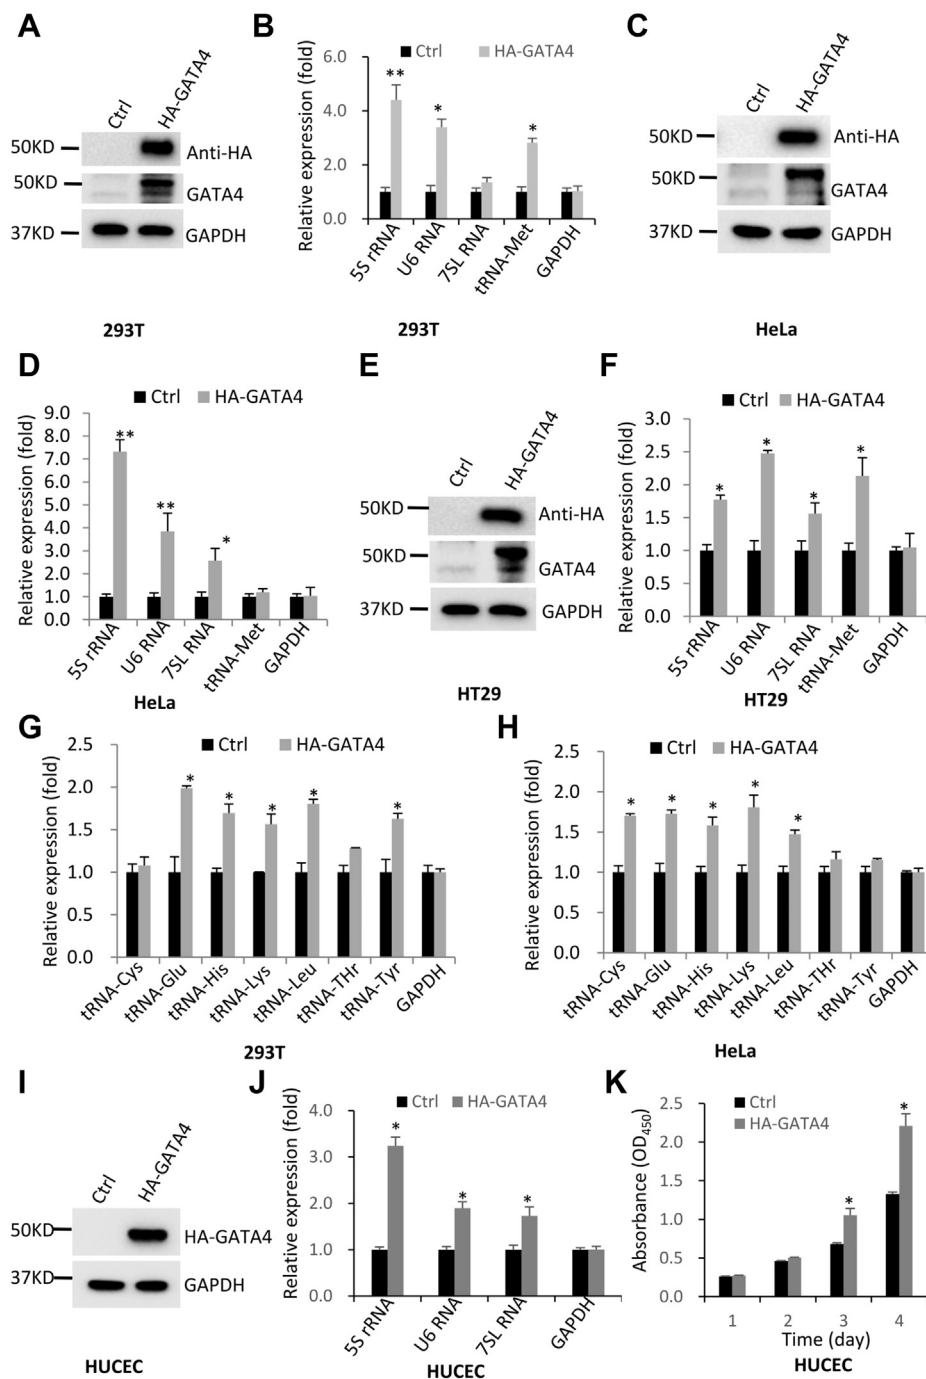 A
Ctrl
HA-GATA4
50KD
Anti-HA
50KD
GATA4
37KD
GAPDH
293T
B
Ctrl
HA-GATA4
Relative expression (fold)
6.0
4.0
2.0
0.0
**
*
*
5S rRNA
U6 RNA
7SL RNA
tRNA-Met
GAPDH
293T
C
Ctrl
HA-GATA4
50KD
Anti-HA
50KD
GATA4
37KD
GAPDH
HeLa
D
Ctrl
HA-GATA4
Relative expression (fold)
9.0
8.0
7.0
6.0
5.0
4.0
3.0
2.0
1.0
0.0
**
**
*
5S rRNA
U6 RNA
7SL RNA
tRNA-Met
GAPDH
HeLa
E
Ctrl
HA-GATA4
50KD
Anti-HA
50KD
GATA4
37KD
GAPDH
HT29
F
Ctrl
HA-GATA4
Relative expression (fold)
3.0
2.5
2.0
1.5
1.0
0.5
0.0
*
*
*
*
5S rRNA
U6 RNA
7SL RNA
tRNA-Met
GAPDH
HT29
G
Ctrl
HA-GATA4
Relative expression (fold)
2.5
2.0
1.5
1.0
0.5
0.0
*
*
*
*
*
tRNA-Cys
tRNA-Glu
tRNA-His
tRNA-Lys
tRNA-Leu
tRNA-THr
tRNA-Tyr
GAPDH
293T
H
Ctrl
HA-GATA4
Relative expression (fold)
2.5
2.0
1.5
1.0
0.5
0.0
*
*
*
*
*
tRNA-Cys
tRNA-Glu
tRNA-His
tRNA-Lys
tRNA-Leu
tRNA-THr
tRNA-Tyr
GAPDH
HeLa
I
Ctrl
HA-GATA4
50KD
HA-GATA4
37KD
GAPDH
HUCEC
J
Ctrl
HA-GATA4
Relative expression (fold)
4.0
3.0
2.0
1.0
0.0
*
*
*
5S rRNA
U6 RNA
7SL RNA
GAPDH
HUCEC
K
Ctrl
HA-GATA4
Absorbance (OD450)
2.5
2.0
1.5
1.0
0.5
0.0
*
*
1 2 3 4
Time (day)
HUCEC